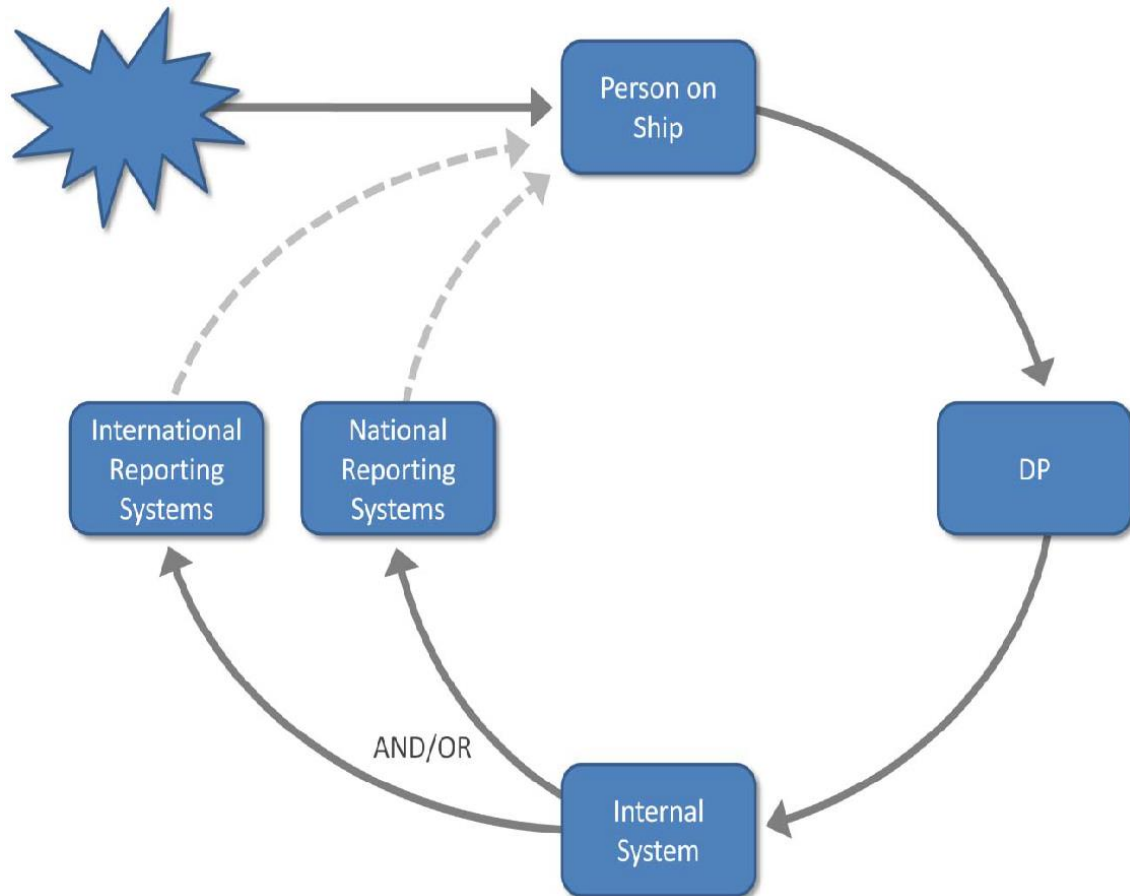 Person on
Ship
International
Reporting
Systems
National
Reporting
Systems
DP
AND/OR
Internal
System